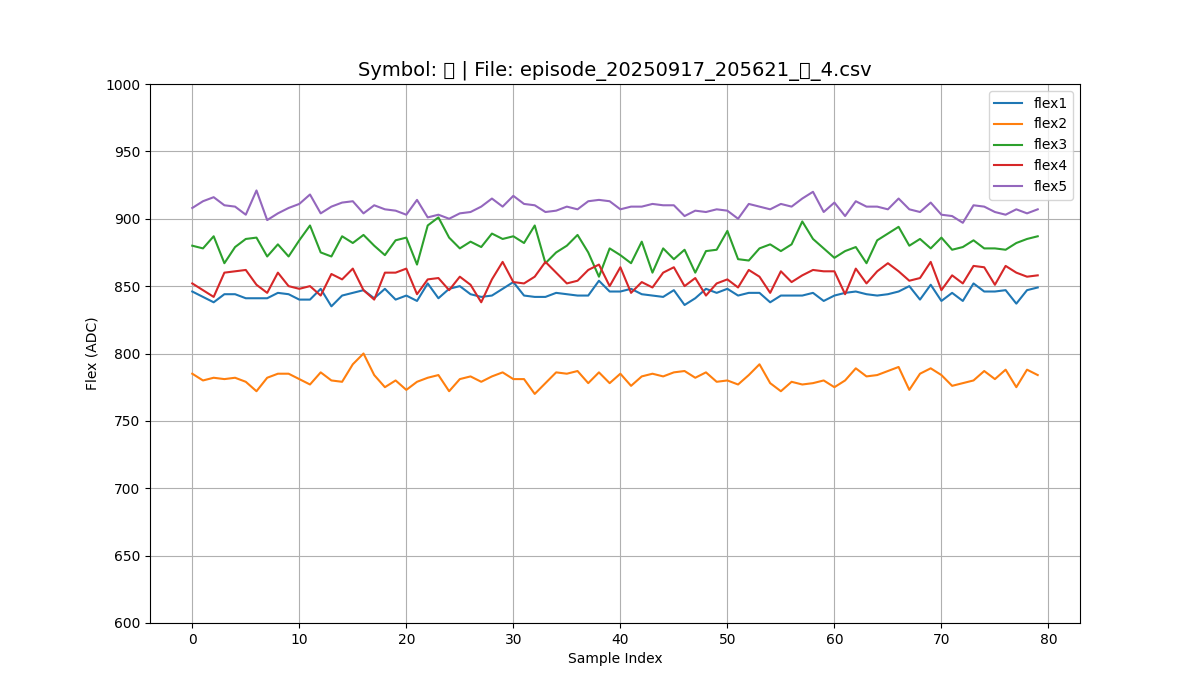 Symbol: | File: episode_20250917_205621_ _4.csv
1000
950
900
850
800
750
700
650
600
Flex (ADC)
0 10 20 30 40 50 60 70 80
Sample Index
flex1
flex2
flex3
flex4
flex5